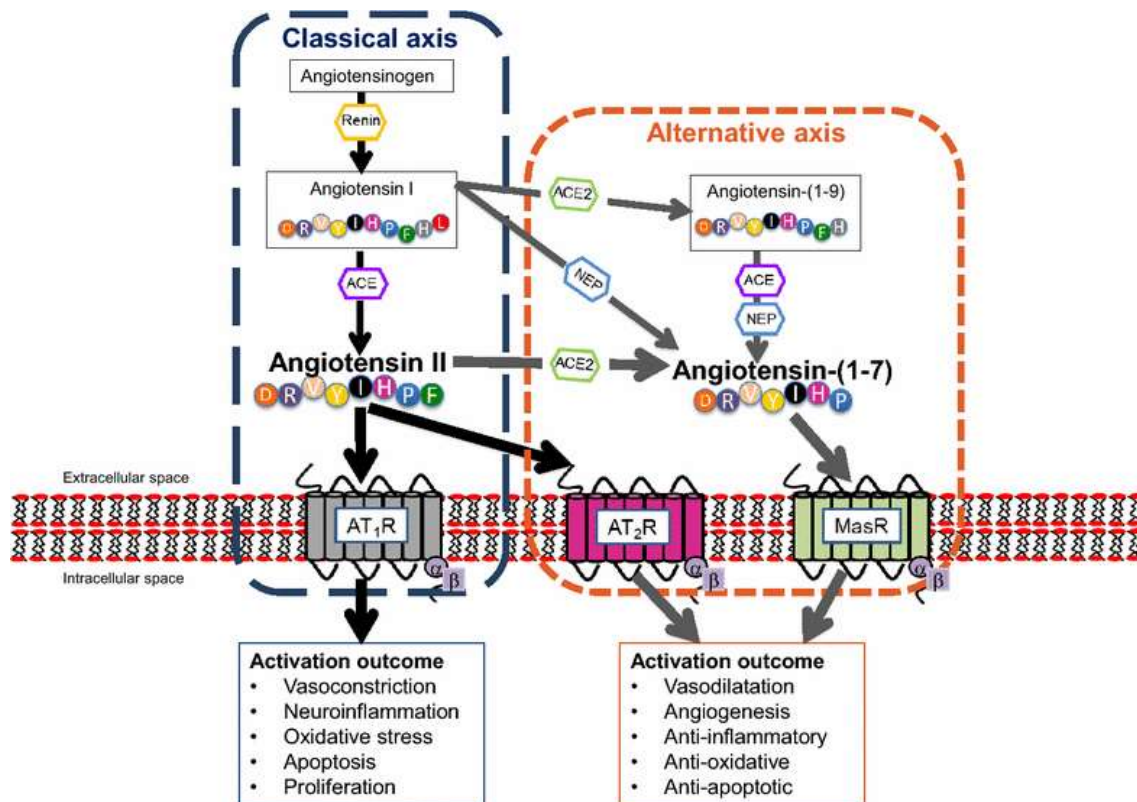 Classical axis
Angiotensinogen
Renin
Alternative axis
Angiotensin I
D R V Y I H P F H L
ACE2
Angiotensin-(1-9)
D R V Y I H P F H
ACE
NEP
ACE
NEP
Angiotensin II
D R V Y I H P F
ACE2
Angiotensin-(1-7)
D R V Y I H P
Extracellular space
AT1R
AT2R
MasR
Intracellular space
α
β
α
β
α
β
Activation outcome
• Vasoconstriction
• Neuroinflammation
• Oxidative stress
• Apoptosis
• Proliferation
Activation outcome
• Vasodilatation
• Angiogenesis
• Anti-inflammatory
• Anti-oxidative
• Anti-apoptotic